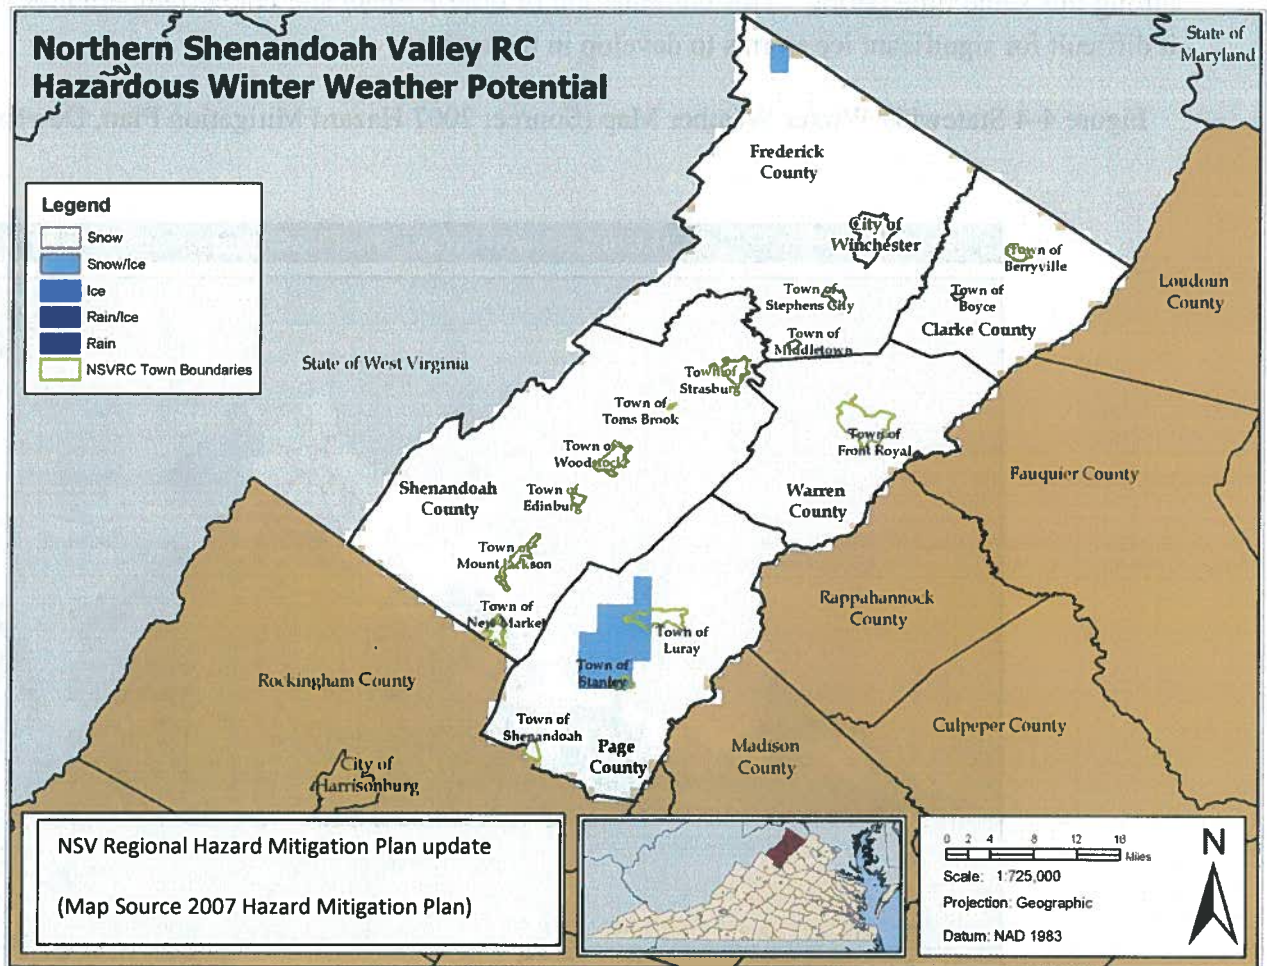 Northern Shenandoah Valley RC
Hazardous Winter Weather Potential
State of
Maryland
Legend
Snow
Snow/Ice
Ice
Rain/Ice
Rain
NSVRC Town Boundaries
Frederick
County
City of
Winchester
Town of
Berryville
Town of
Stephens City
Town of
Boyce
Clarke County
Loudoun
County
Town of
Middletown
State of West Virginia
Town of
Strasburg
Town of
Toms Brook
Town of
Woodstock
Town of
Front Royal
Town of
Edinburg
Shenandoah
County
Warren
County
Fauquier County
Town of
Mount Jackson
Town of
New Market
Rappahannock
County
Town of
Luray
Town of
Stanley
Rockingham County
Town of
Shenandoah
Page
County
Madison
County
Culpeper County
City of
Harrisonburg
NSV Regional Hazard Mitigation Plan update
(Map Source 2007 Hazard Mitigation Plan)
0 2 4 8 12 16
Miles
Scale: 1:725,000
Projection: Geographic
Datum: NAD 1983
N